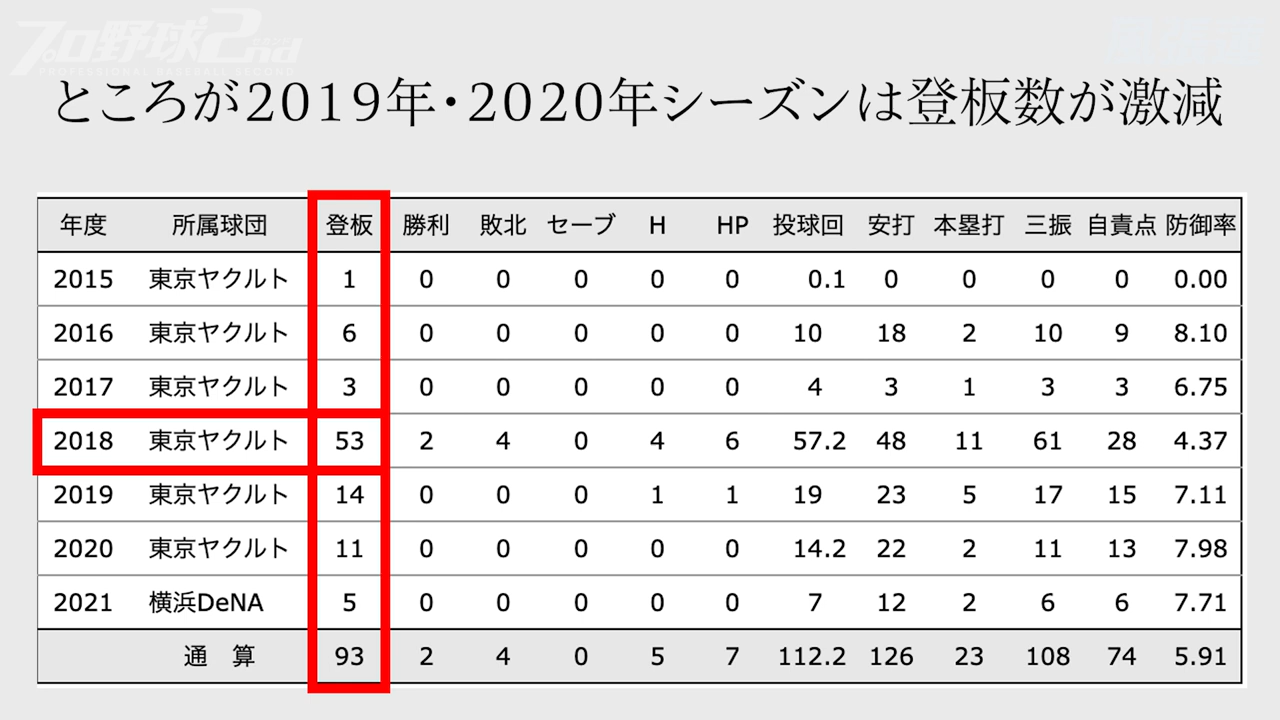 プロ野球2nd
PROFESSIONAL BASEBALL SECOND
ところが2019年・2020年シーズンは登板数が激減
年度 所属球団 登板 勝利 敗北 セーブ H HP 投球回 安打 本塁打 三振 自責点 防御率
2015 東京ヤクルト 1 0 0 0 0 0 0.1 0 0 0 0 0.00
2016 東京ヤクルト 6 0 0 0 0 0 10 18 2 10 9 8.10
2017 東京ヤクルト 3 0 0 0 0 0 4 3 1 3 3 6.75
2018 東京ヤクルト 53 2 4 0 4 6 57.2 48 11 61 28 4.37
2019 東京ヤクルト 14 0 0 0 1 1 19 23 5 17 15 7.11
2020 東京ヤクルト 11 0 0 0 0 0 14.2 22 2 11 13 7.98
2021 横浜DeNA 5 0 0 0 0 0 7 12 2 6 6 7.71
通 算 93 2 4 0 5 7 112.2 126 23 108 74 5.91